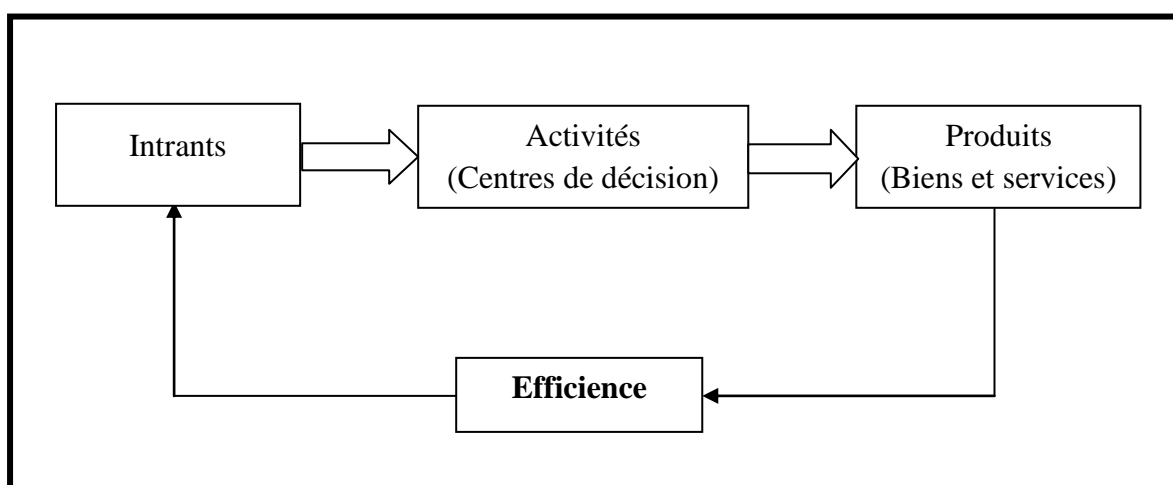 Intrants
Activités
(Centres de décision)
Produits
(Biens et services)
Efficience